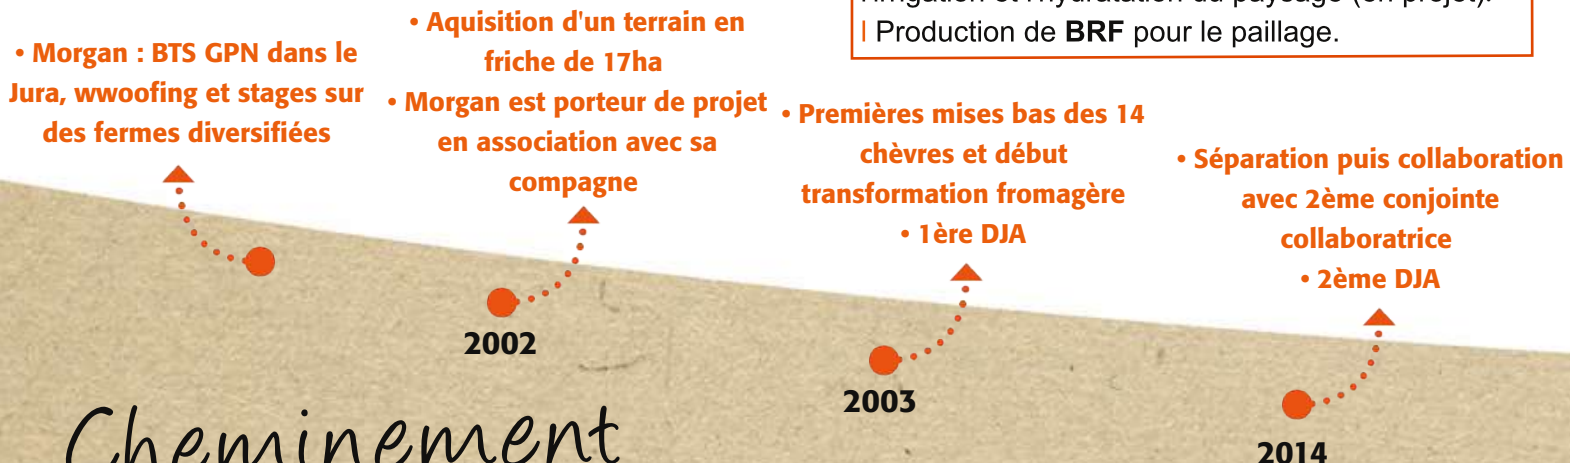 • Morgan : BTS GPN dans le
Jura, wwoofing et stages sur
des fermes diversifiées
• Aquisition d'un terrain en
friche de 17ha
• Morgan est porteur de projet
en association avec sa
compagne
2002
| Production de BRF pour le paillage.
• Premières mises bas des 14
chèvres et début
transformation fromagère
• 1ère DJA
2003
• Séparation puis collaboration
avec 2ème conjointe
collaboratrice
• 2ème DJA
2014
Cheminement